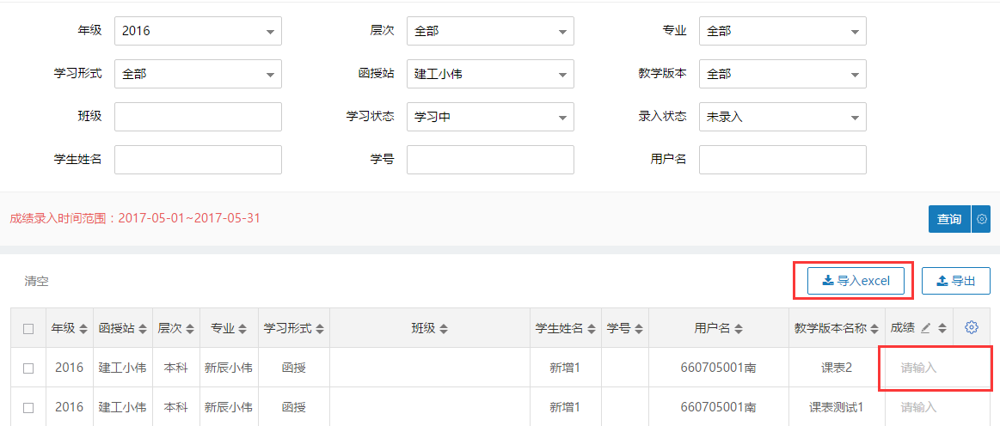 年级 2016 层次 全部 专业 全部
学习形式 全部 函授站 建工小伟 教学版本 全部
班级 学习状态 学习中 录入状态 未录入
学生姓名 学号 用户名
成绩录入时间范围：2017-05-01~2017-05-31 查询
清空 导入excel 导出
年级 函授站 层次 专业 学习形式 班级 学生姓名 学号 用户名 教学版本名称 成绩
2016 建工小伟 本科 新辰小伟 函授 新增1 660705001南 课表2 请输入
2016 建工小伟 本科 新辰小伟 函授 新增1 660705001南 课表测试1 请输入